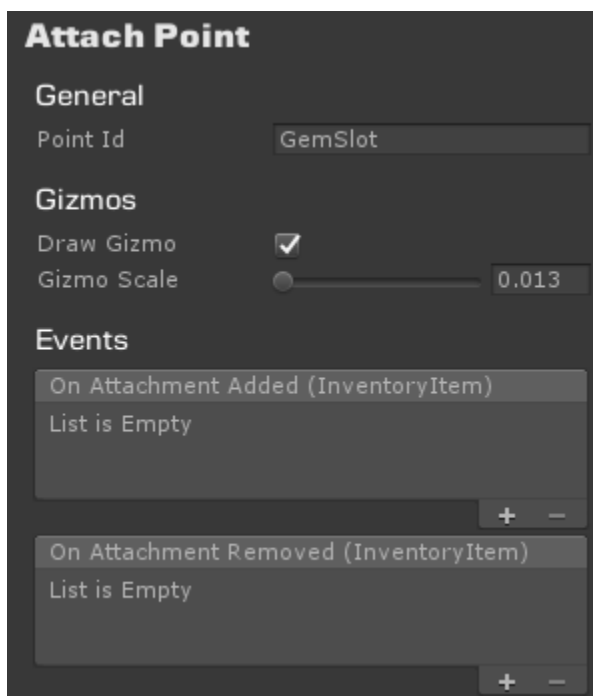 Attach Point
General
Point Id GemSlot
Gizmos
Draw Gizmo
Gizmo Scale 0.013
Events
On Attachment Added (InventoryItem)
List is Empty
+ −
On Attachment Removed (InventoryItem)
List is Empty
+ −